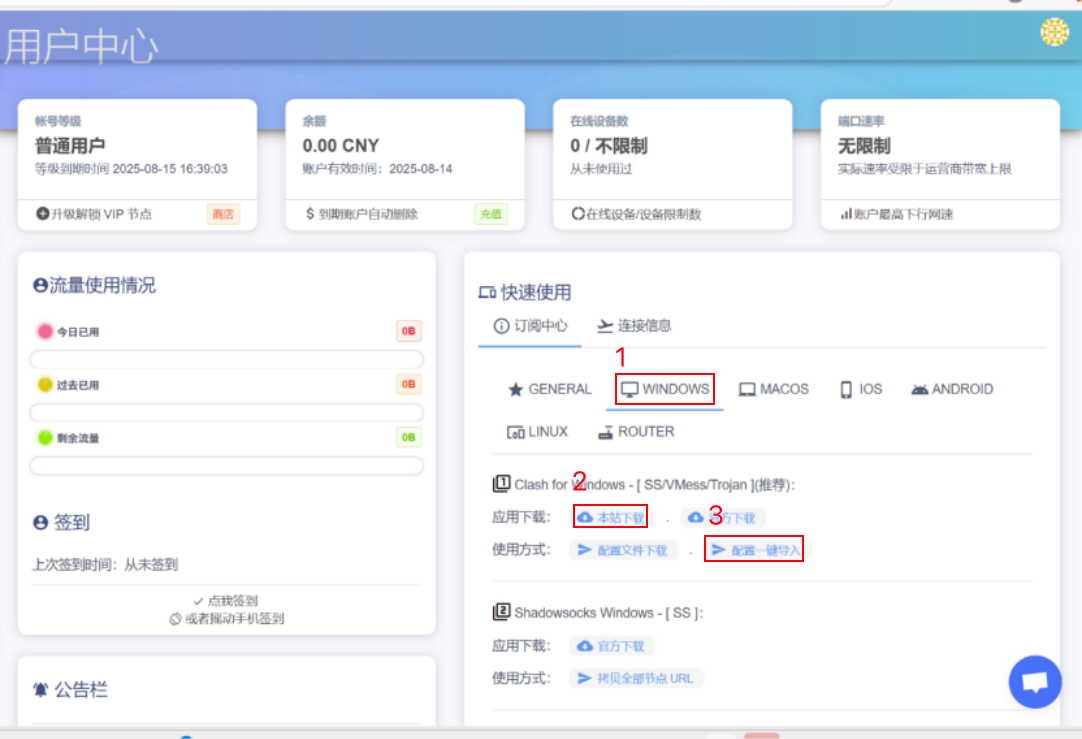 用户中心
帐号等级
普通用户
等级到期时间 2025-08-15 16:39:03
升级解锁 VIP 节点
商店
余额
0.00 CNY
账户有效时间：2025-08-14
$ 到期账户自动删除
充值
在线设备数
0 / 不限制
从未使用过
在线设备/设备限制数
端口速率
无限制
实际速率受限于运营商带宽上限
账户最高下行网速
流量使用情况
今日已用
0B
过去已用
0B
剩余流量
0B
签到
上次签到时间：从未签到
点我签到
或者摇动手机签到
公告栏
快速使用
订阅中心
连接信息
1
GENERAL
WINDOWS
MACOS
IOS
ANDROID
LINUX
ROUTER
2
1 Clash for Windows - [ SS/VMess/Trojan ](推荐):
应用下载： 本站下载 . 官方下载
3
使用方式： 配置文件下载 . 配置一键导入
2 Shadowsocks Windows - [ SS ]:
应用下载： 官方下载
使用方式： 拷贝全部节点 URL